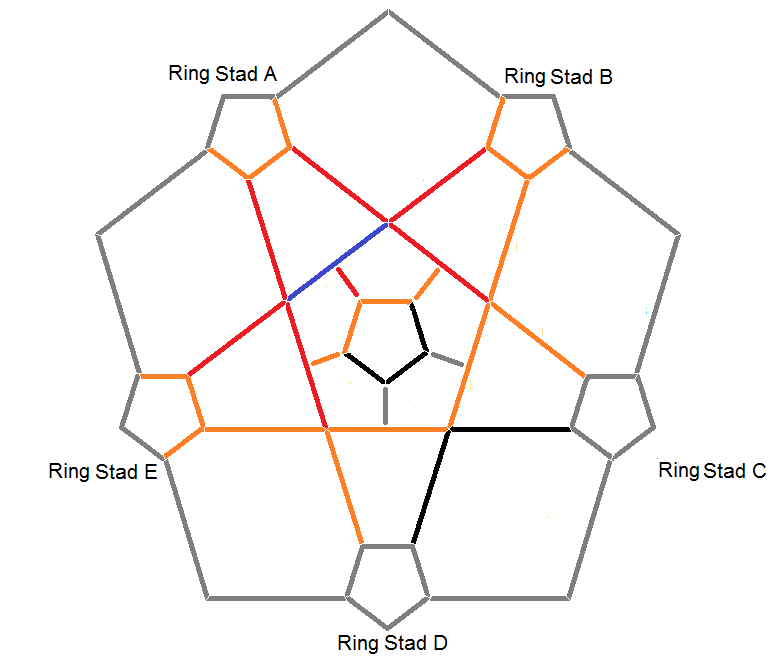 Ring Stad A
Ring Stad B
Ring Stad E
Ring Stad C
Ring Stad D